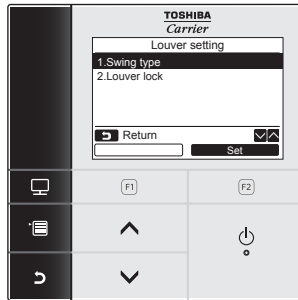 TOSHIBA
Carrier
Louver setting
1.Swing type
2.Louver lock
Return
Set
F1
F2